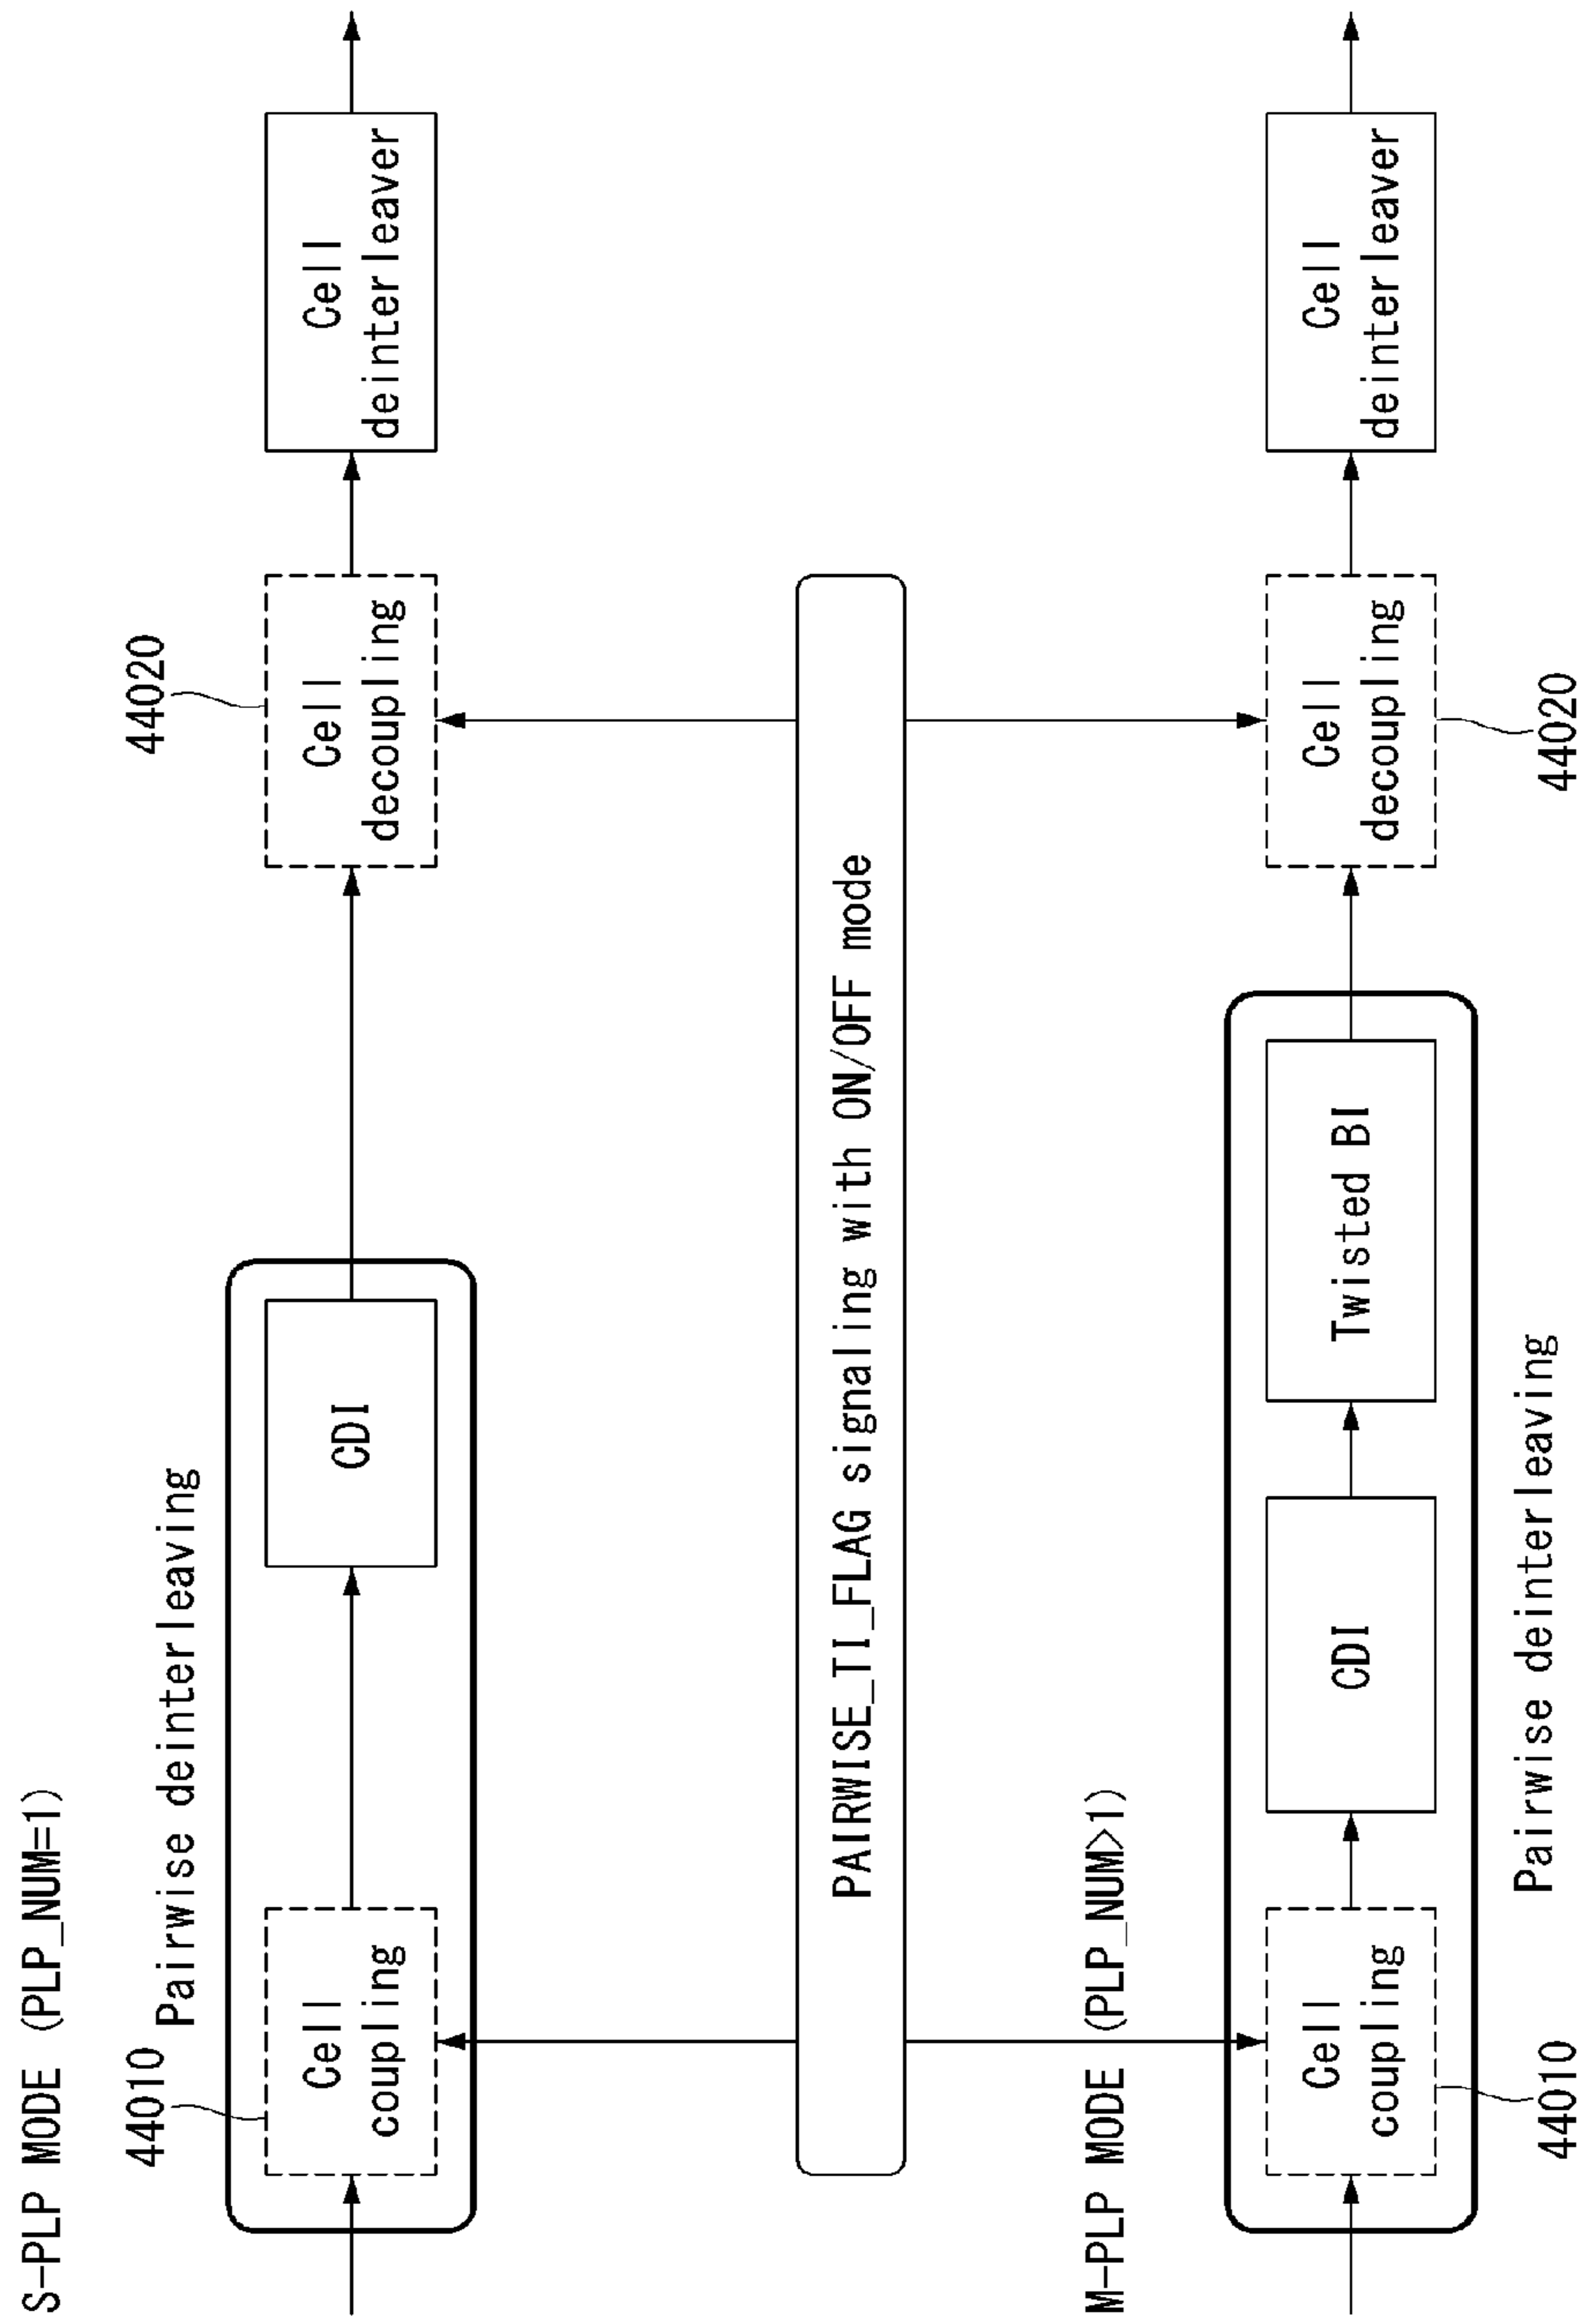 S-PLP MODE (PLP_NUM=1)
Pairwise deinterleaving
44010
Cell
coupling
CDI
44020
Cell
decoupling
Cell
deinterleaver
PAIRWISE_TI_FLAG signaling with ON/OFF mode
M-PLP MODE (PLP_NUM>1)
Cell
coupling
44010
CDI
Twisted BI
Pairwise deinterleaving
Cell
decoupling
44020
Cell
deinterleaver